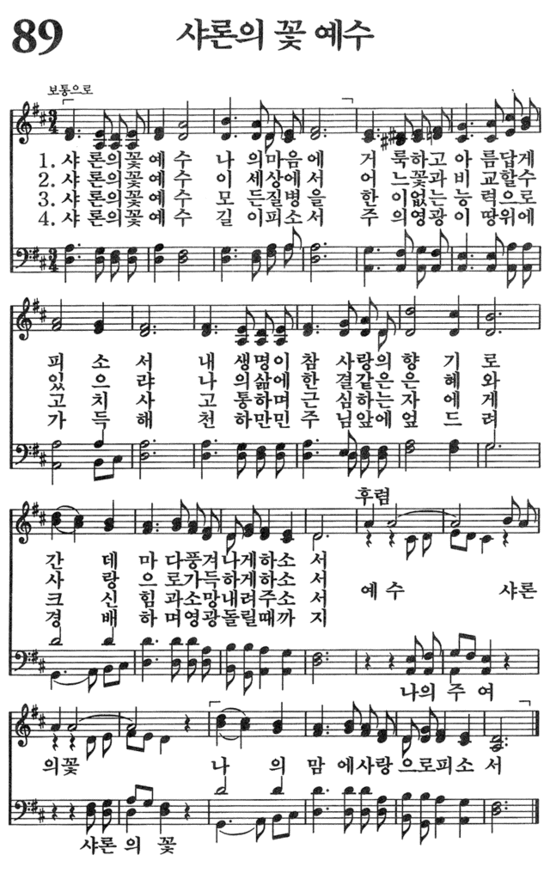 89 샤론의 꽃 예수
보통으로
1. 샤 론의꽃 예 수 나 의마음에 거 룩하고 아 름답게
2. 샤 론의꽃 예 수 이 세상에서 어 느꽃과 비 교할수
3. 샤 론의꽃 예 수 모 든질병을 한 이없는 능 력으로
4. 샤 론의꽃 예 수 길 이피소서 주 의영광 이 땅위에
피 소 서 내 생명이 참 사랑의 향 기 로
있 으 랴 나 의삶에 한 결같은 은 혜 와
고 치 사 고 통하며 근 심하는 자 에 게
가 득 해 천 하만민 주 님앞에 엎 드 려
후렴
간 데 마 다풍겨나게하소 서
사 랑 으 로가득하게하소 서
크 신 힘 과소망내려주소 서
경 배 하 며영광돌릴때까 지
예 수 샤론
나의 주 여
의꽃 나 의 맘 에사랑으로피소 서
샤론 의 꽃